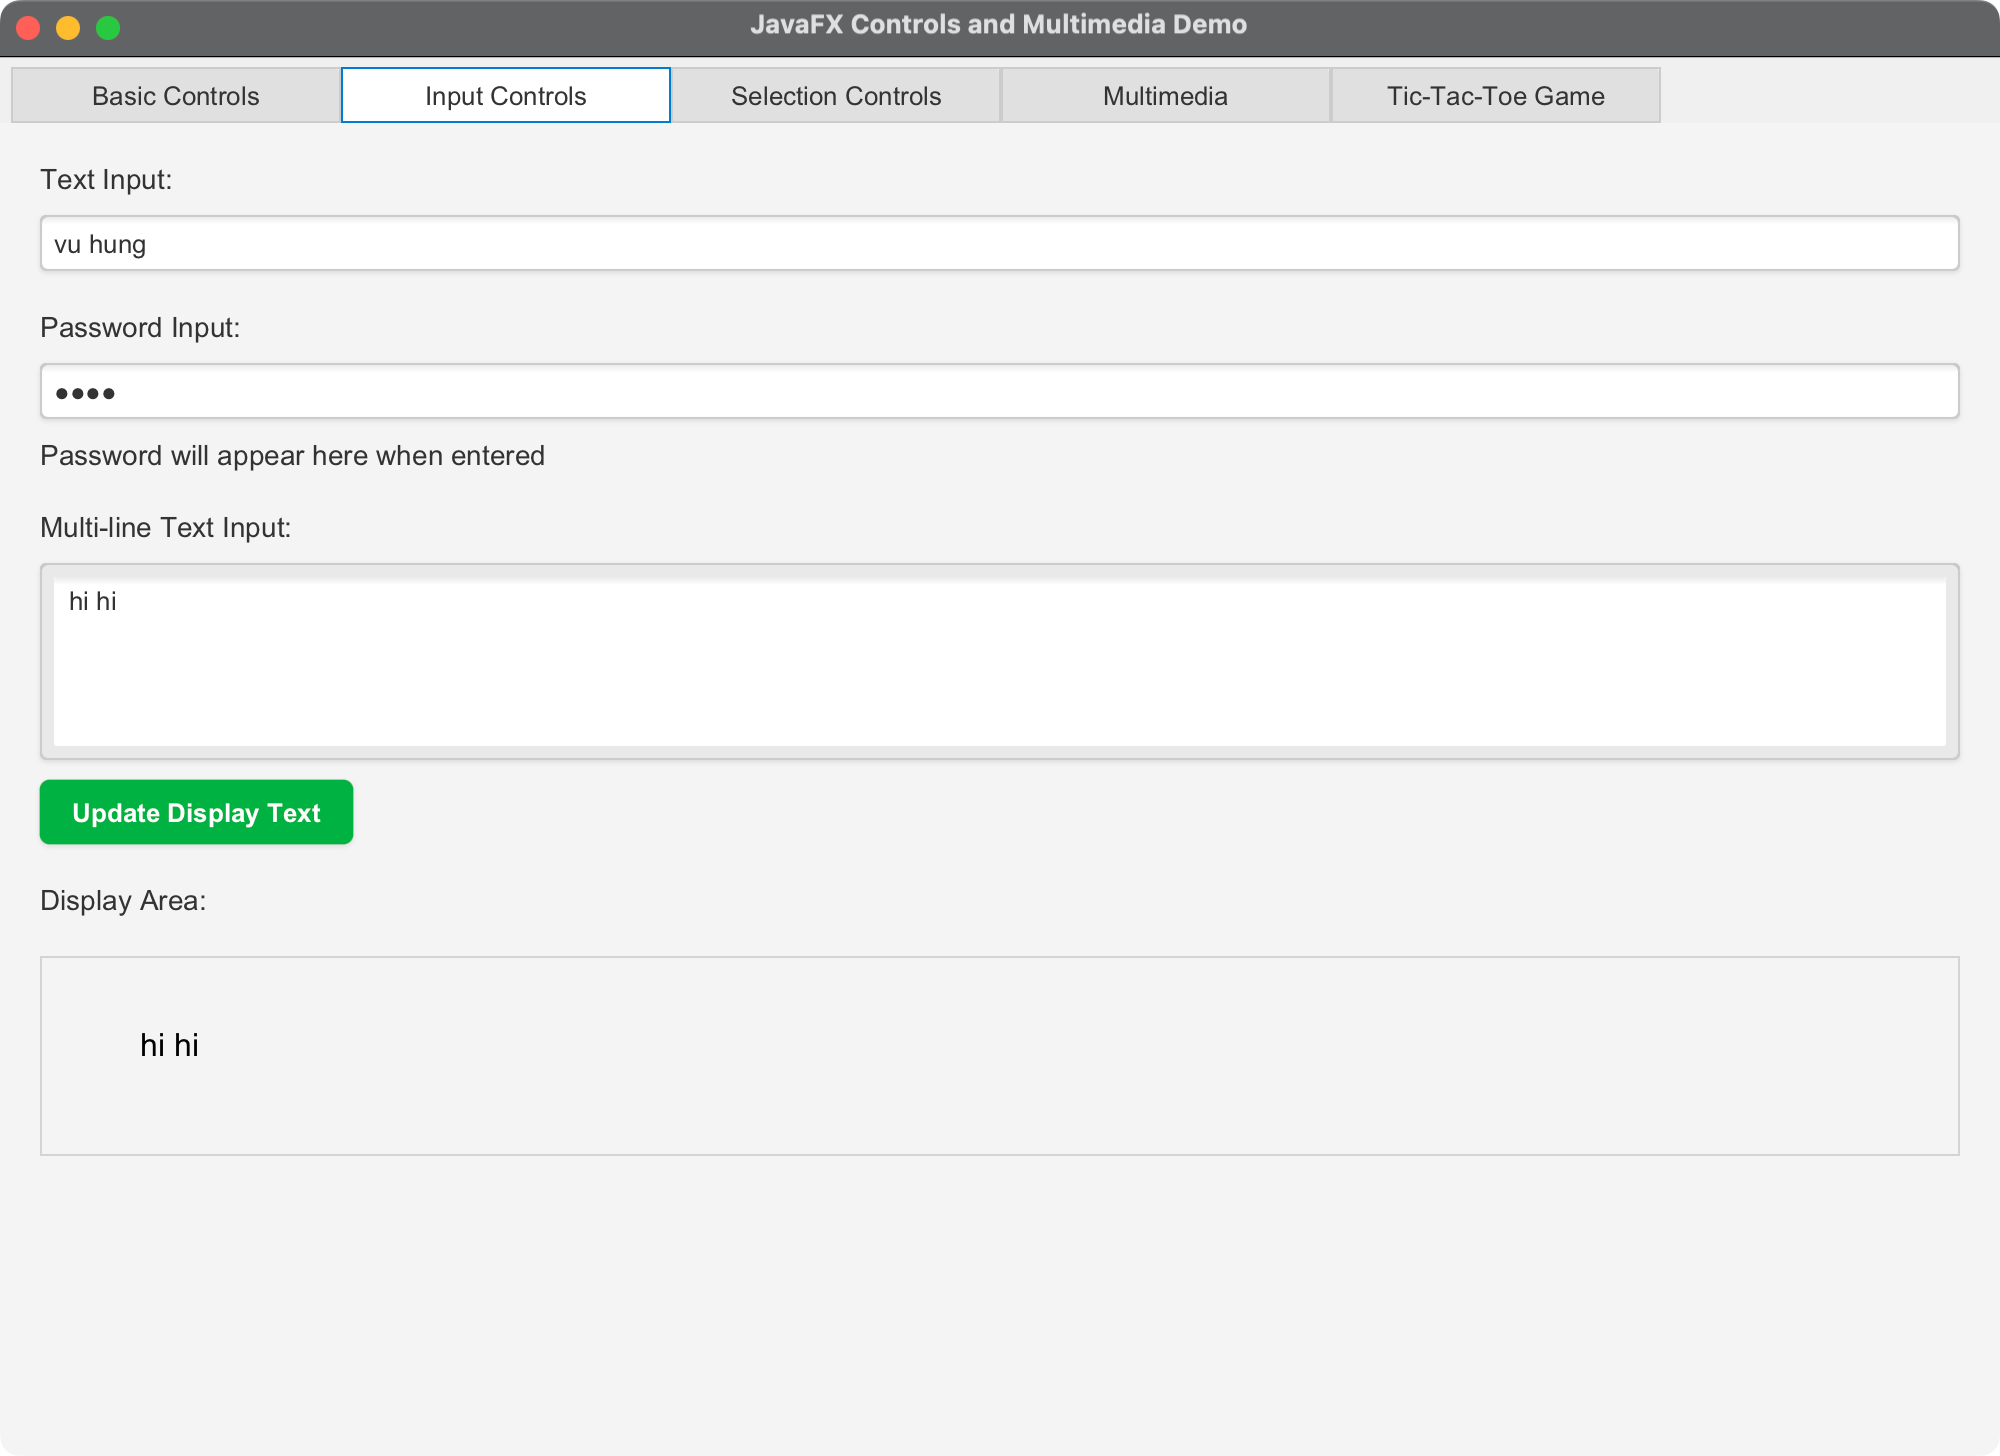 JavaFX Controls and Multimedia Demo
Basic Controls Input Controls Selection Controls Multimedia Tic-Tac-Toe Game
Text Input:
vu hung
Password Input:
●●●●
Password will appear here when entered
Multi-line Text Input:
hi hi
Update Display Text
Display Area:
hi hi